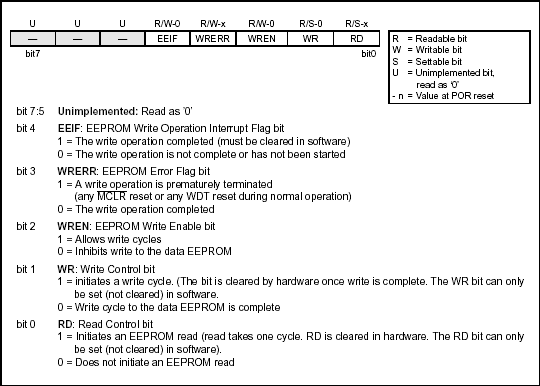 U U U R/W-0 R/W-x R/W-0 R/S-0 R/S-x
— — — EEIF WRERR WREN WR RD
bit7 bit0
R = Readable bit
W = Writable bit
S = Settable bit
U = Unimplemented bit,
read as '0'
- n = Value at POR reset
bit 7:5 Unimplemented: Read as '0'
bit 4 EEIF: EEPROM Write Operation Interrupt Flag bit
1 = The write operation completed (must be cleared in software)
0 = The write operation is not complete or has not been started
bit 3 WRERR: EEPROM Error Flag bit
1 = A write operation is prematurely terminated
(any MCLR reset or any WDT reset during normal operation)
0 = The write operation completed
bit 2 WREN: EEPROM Write Enable bit
1 = Allows write cycles
0 = Inhibits write to the data EEPROM
bit 1 WR: Write Control bit
1 = initiates a write cycle. (The bit is cleared by hardware once write is complete. The WR bit can only
be set (not cleared) in software.
0 = Write cycle to the data EEPROM is complete
bit 0 RD: Read Control bit
1 = Initiates an EEPROM read (read takes one cycle. RD is cleared in hardware. The RD bit can only
be set (not cleared) in software).
0 = Does not initiate an EEPROM read